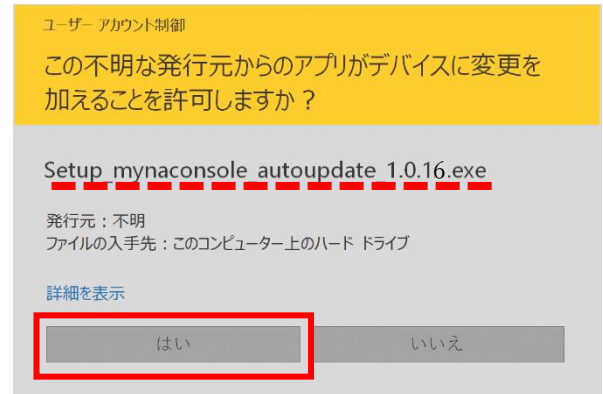 ユーザー アカウント制御
この不明な発行元からのアプリがデバイスに変更を
加えることを許可しますか？
Setup_mynaconsole_autoupdate_1.0.16.exe
発行元：不明
ファイルの入手先：このコンピューター上のハード ドライブ
詳細を表示
はい いいえ